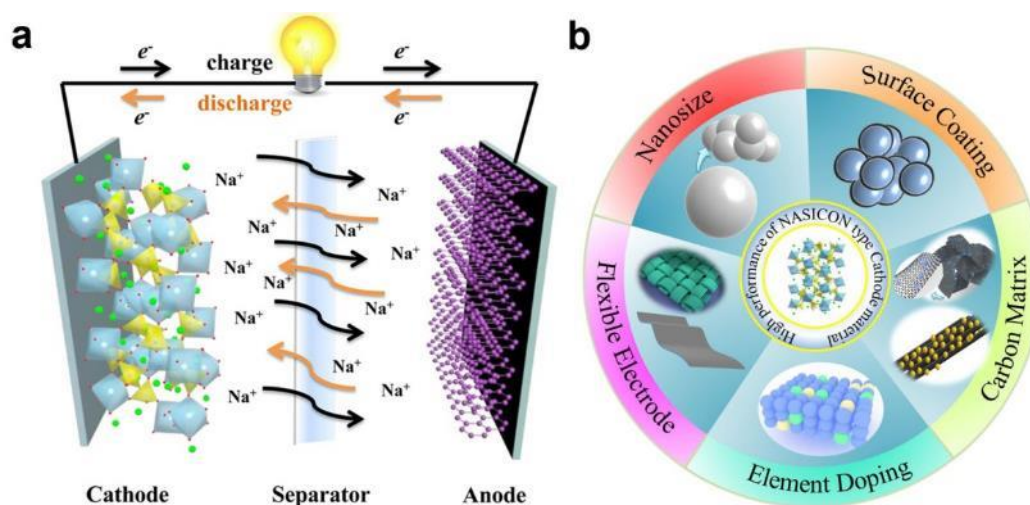 a
e-
charge
e-
discharge
e-
e-
Na+
Na+
Na+
Na+
Na+
Na+
Na+
Na+
Na+
Na+
Na+
Na+
Cathode
Separator
Anode
b
Nanosize
Surface Coating
Carbon Matrix
Element Doping
Flexible Electrode
High performance of NASICON type Cathode material